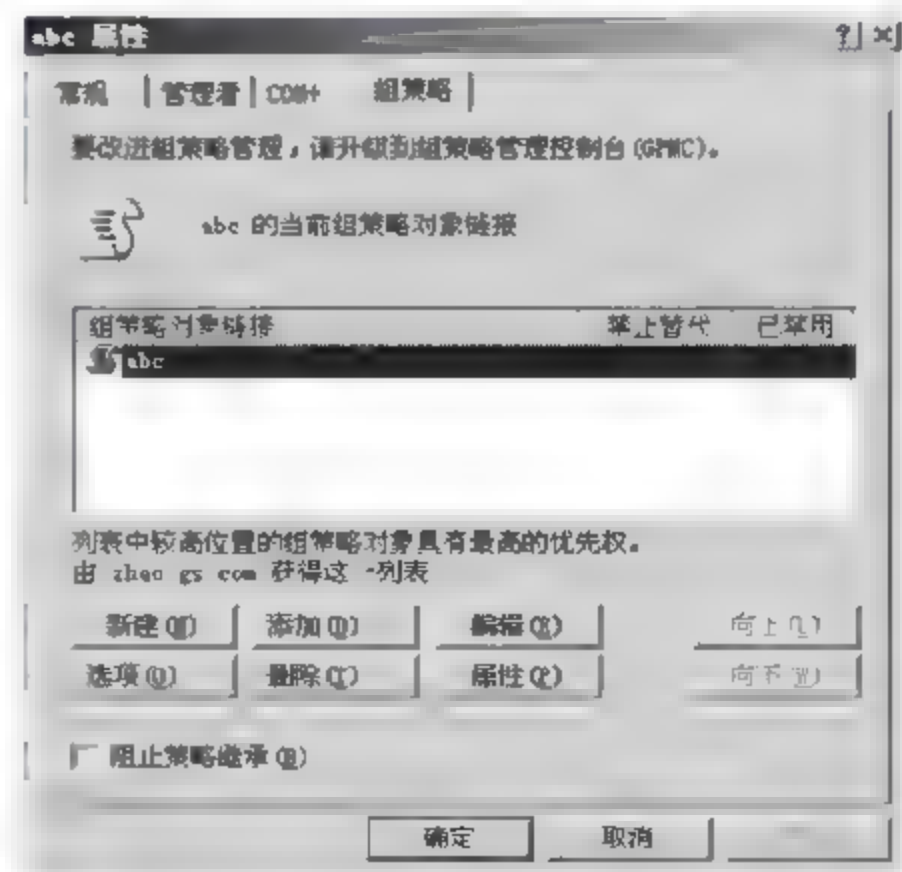 abc 属性
常规 管理者 COM+ 组策略
要改进组策略管理，请升级到组策略管理控制台(GPMC)。
abc 的当前组策略对象链接
组策略对象链接 禁止替代 已禁用
abc
列表中较高位置的组策略对象具有最高的优先权。
由 zhao gs com 获得这 列表
新建(N) 添加(D) 编辑(E) 向上(U)
选项(O) 删除(T) 属性(P) 向下(W)
阻止策略继承(B)
确定 取消